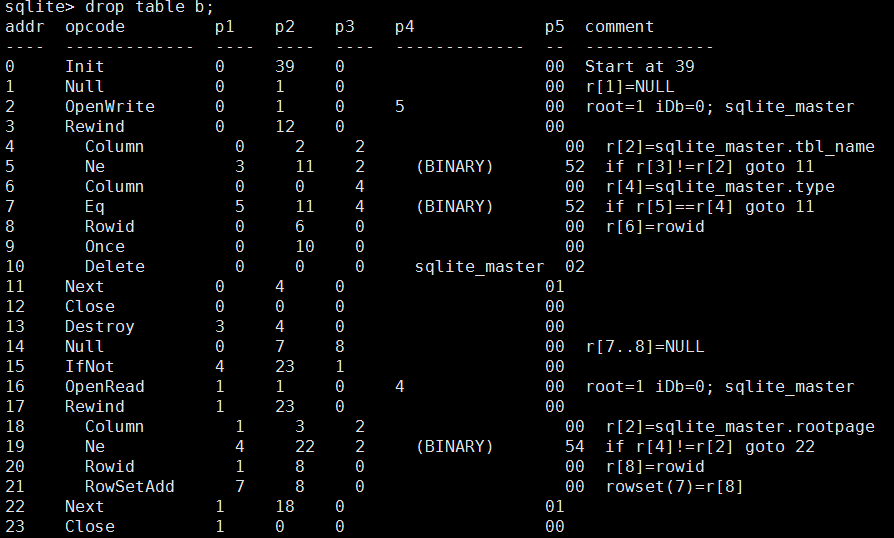 sqlite> drop table b;
addr  opcode         p1    p2    p3    p4             p5  comment
----  -------------  ----  ----  ----  -------------  --  -------------
0     Init           0     39    0                    00  Start at 39
1     Null           0     1     0                    00  r[1]=NULL
2     OpenWrite      0     1     0     5              00  root=1 iDb=0; sqlite_master
3     Rewind         0     12    0                    00
4       Column         0     2     2                    00  r[2]=sqlite_master.tbl_name
5       Ne             3     11    2     (BINARY)       52  if r[3]!=r[2] goto 11
6       Column         0     0     4                    00  r[4]=sqlite_master.type
7       Eq             5     11    4     (BINARY)       52  if r[5]==r[4] goto 11
8       Rowid          0     6     0                    00  r[6]=rowid
9       Once           0     10    0                    00
10      Delete         0     0     0     sqlite_master  02
11    Next           0     4     0                    01
12    Close          0     0     0                    00
13    Destroy        3     4     0                    00
14    Null           0     7     8                    00  r[7..8]=NULL
15    IfNot          4     23    1                    00
16    OpenRead       1     1     0     4              00  root=1 iDb=0; sqlite_master
17    Rewind         1     23    0                    00
18      Column         1     3     2                    00  r[2]=sqlite_master.rootpage
19      Ne             4     22    2     (BINARY)       54  if r[4]!=r[2] goto 22
20      Rowid          1     8     0                    00  r[8]=rowid
21      RowSetAdd      7     8     0                    00  rowset(7)=r[8]
22    Next           1     18    0                    01
23    Close          1     0     0                    00